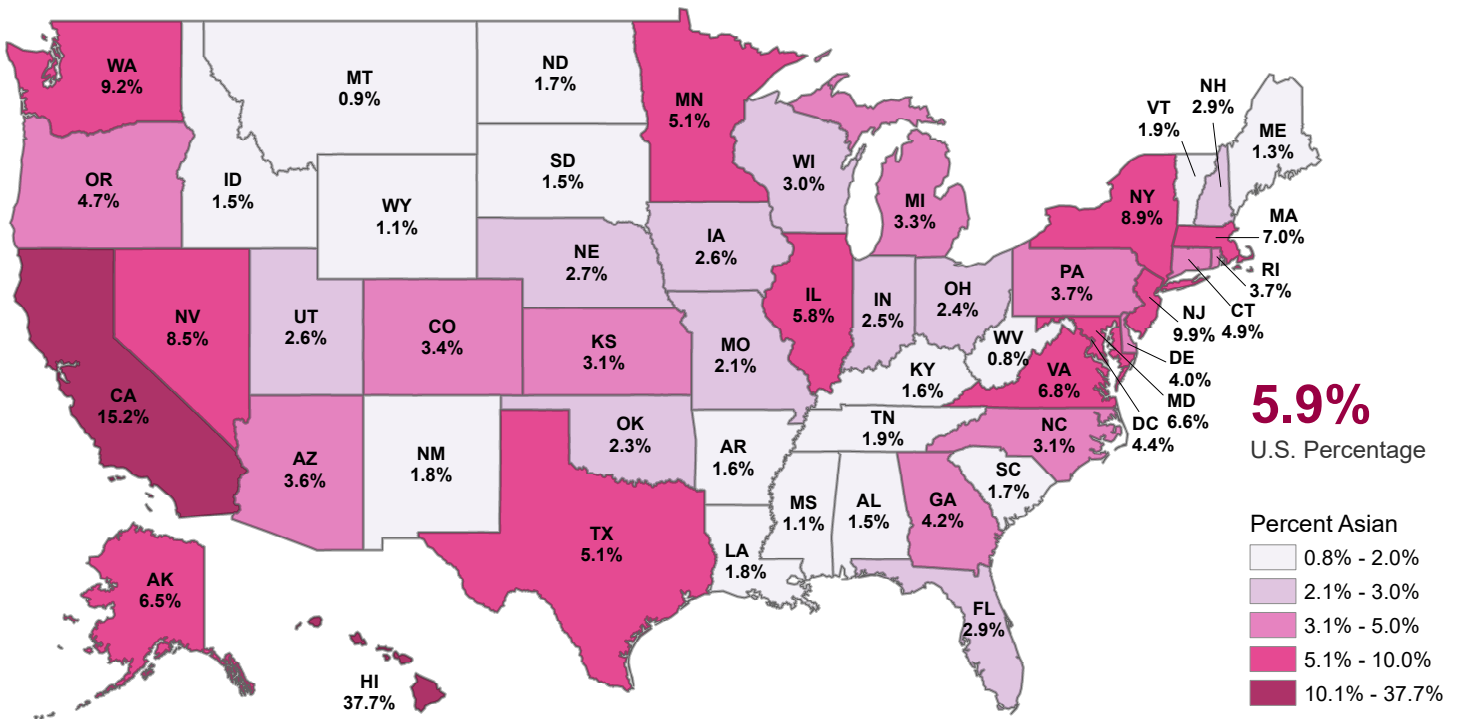 WA
9.2%
MT
0.9%
ND
1.7%
MN
5.1%
VT
1.9%
NH
2.9%
ME
1.3%
OR
4.7%
ID
1.5%
SD
1.5%
WI
3.0%
MI
3.3%
NY
8.9%
MA
7.0%
WY
1.1%
NE
2.7%
IA
2.6%
PA
3.7%
RI
3.7%
CT
4.9%
NJ
9.9%
NV
8.5%
UT
2.6%
CO
3.4%
KS
3.1%
MO
2.1%
IL
5.8%
IN
2.5%
OH
2.4%
WV
0.8%
DE
4.0%
CA
15.2%
KY
1.6%
VA
6.8%
MD
6.6%
DC
4.4%
AZ
3.6%
NM
1.8%
OK
2.3%
AR
1.6%
TN
1.9%
NC
3.1%
SC
1.7%
TX
5.1%
LA
1.8%
MS
1.1%
AL
1.5%
GA
4.2%
FL
2.9%
AK
6.5%
HI
37.7%
5.9%
U.S. Percentage
Percent Asian
0.8% - 2.0%
2.1% - 3.0%
3.1% - 5.0%
5.1% - 10.0%
10.1% - 37.7%